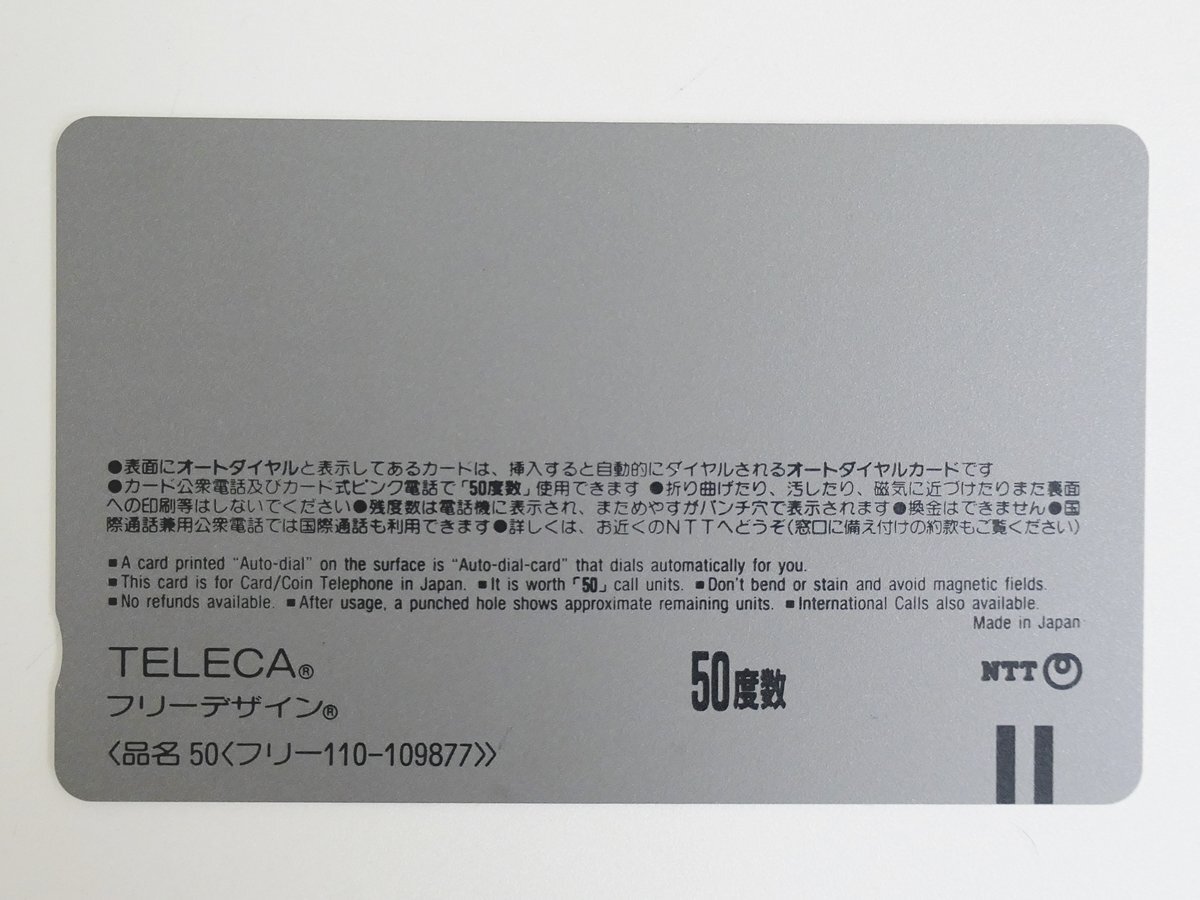 ●表面にオートダイヤルと表示してあるカードは、挿入すると自動的にダイヤルされるオートダイヤルカードです
●カード公衆電話及びカード式ピンク電話で「50度数」使用できます ●折り曲げたり、汚したり、磁気に近づけたりまた裏面
への印刷等はしないでください●残度数は電話機に表示され、まためやすがパンチ穴で表示されます●換金はできません●国
際通話兼用公衆電話では国際通話も利用できます●詳しくは、お近くのNTTへどうぞ(窓口に備え付けの約款もご覧ください)
■A card printed “Auto-dial” on the surface is “Auto-dial-card” that dials automatically for you.
■This card is for Card/Coin Telephone in Japan. ■It is worth「50」call units. ■Don't bend or stain and avoid magnetic fields.
■No refunds available. ■After usage, a punched hole shows approximate remaining units. ■International Calls also available.
Made in Japan
TELECA®
フリーデザイン®
〈品名 50〈フリー110-109877〉〉
50度数
NTT